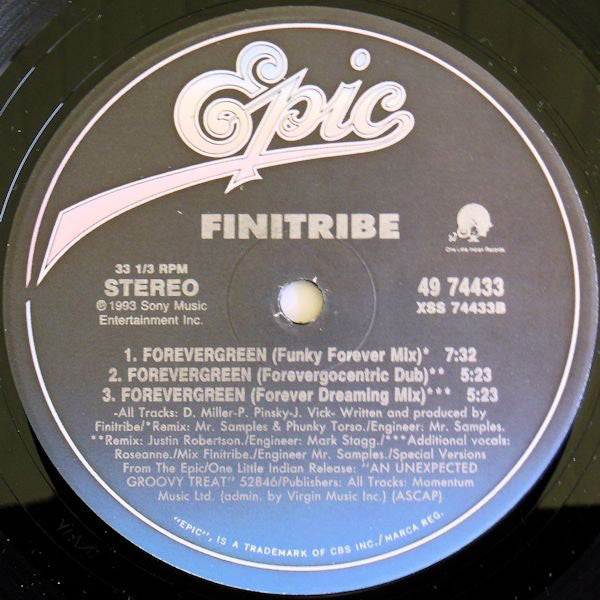 Epic
FINITRIBE
One Little Indian Records
33 1/3 RPM
STEREO
℗ 1993 Sony Music
Entertainment Inc.
49 74433
XSS 74433B
1. FOREVERGREEN (Funky Forever Mix)* 7:32
2. FOREVERGREEN (Forevergocentric Dub)** 5:23
3. FOREVERGREEN (Forever Dreaming Mix)*** 5:23
-All Tracks: D. Miller-P. Pinsky-J. Vick- Written and produced by
Finitribe/*Remix: Mr. Samples & Phunky Torso./Engineer: Mr. Samples.
**Remix: Justin Robertson./Engineer: Mark Stagg./***Additional vocals:
Roseanne./Mix Finitribe./Engineer Mr. Samples./Special Versions
From The Epic/One Little Indian Release: "AN UNEXPECTED
GROOVY TREAT" 52846/Publishers: All Tracks: Momentum
Music Ltd. (admin. by Virgin Music Inc.) (ASCAP)
"EPIC", IS A TRADEMARK OF CBS INC./MARCA REG.